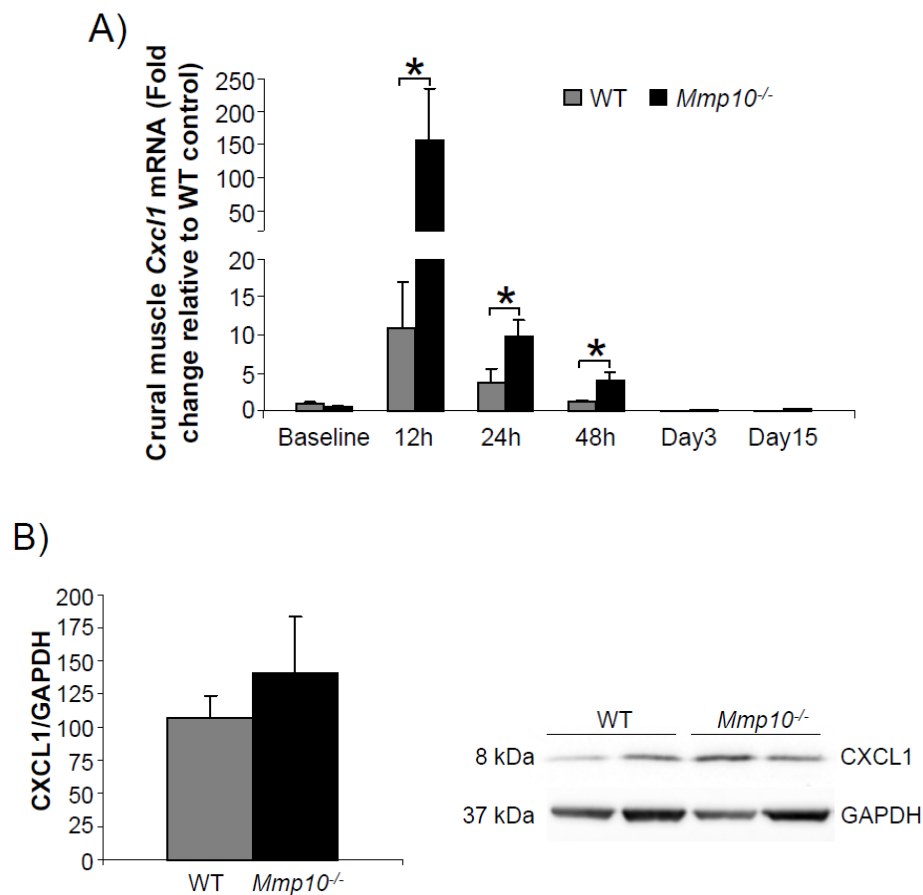 A)
Crural muscle Cxcl1 mRNA (Fold
change relative to WT control)
250
200
150
100
50
20
15
10
5
0
*
*
*
WT Mmp10-/-
Baseline 12h 24h 48h Day3 Day15
B)
CXCL1/GAPDH
200
175
150
125
100
75
50
25
0
WT Mmp10-/-
WT Mmp10-/-
8 kDa CXCL1
37 kDa GAPDH